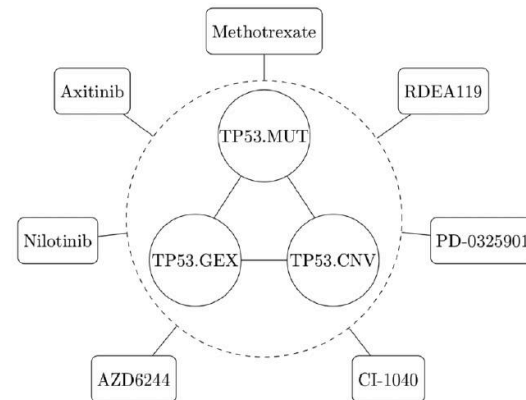 Methotrexate
Axitinib
RDEA119
TP53.MUT
Nilotinib
PD-0325901
TP53.GEX
TP53.CNV
AZD6244
CI-1040